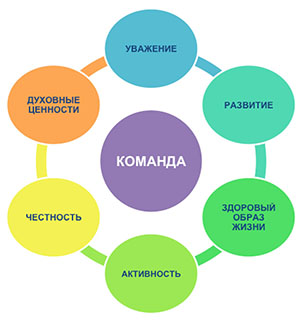 УВАЖЕНИЕ
РАЗВИТИЕ
ЗДОРОВЫЙ
ОБРАЗ
ЖИЗНИ
АКТИВНОСТЬ
ЧЕСТНОСТЬ
ДУХОВНЫЕ
ЦЕННОСТИ
КОМАНДА